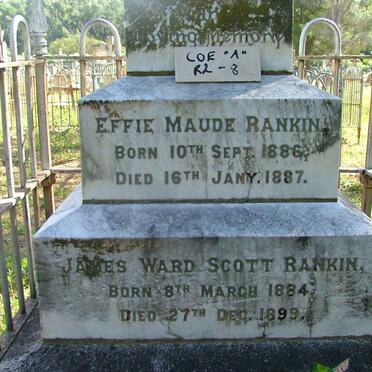 Loving Memory
COE "A"
R2-8
EFFIE MAUDE RANKIN,
BORN 10TH SEPT. 1886,
DIED 16TH JANY. 1887.
JAMES WARD SCOTT RANKIN,
BORN 8TH MARCH 1884,
DIED 27TH DEC. 1899.